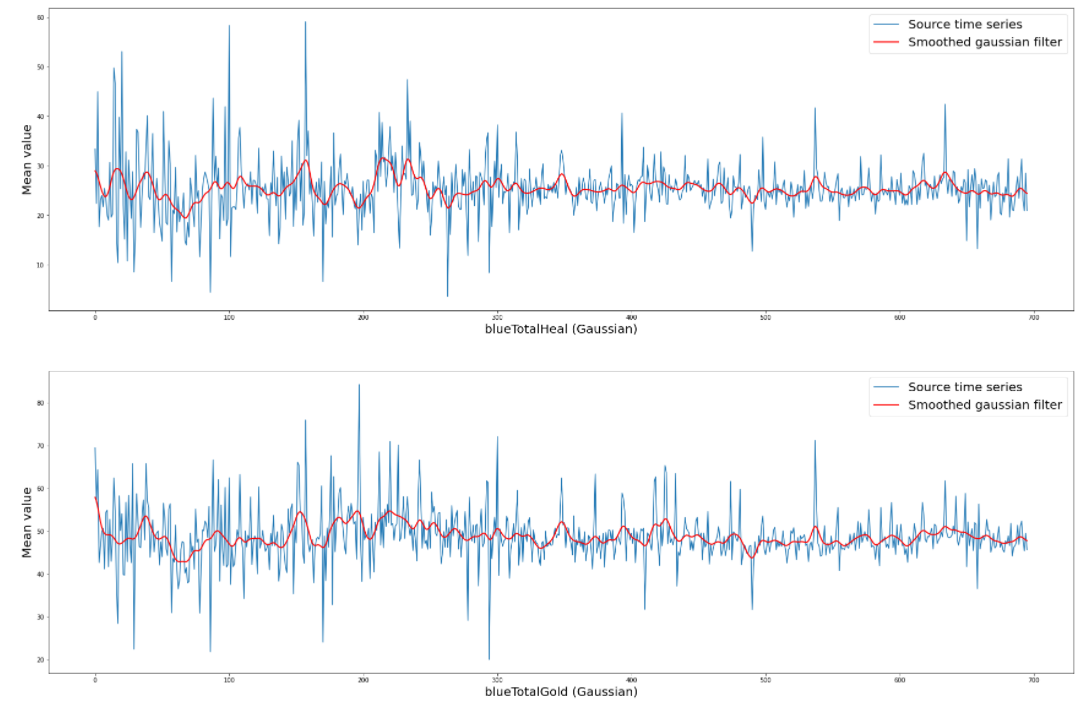 60
50
40
30
20
10
Mean value
Source time series
Smoothed gaussian filter
0 100 200 300 400 500 600 700
blueTotalHeal (Gaussian)
80
70
60
50
40
30
20
Mean value
Source time series
Smoothed gaussian filter
0 100 200 300 400 500 600 700
blueTotalGold (Gaussian)